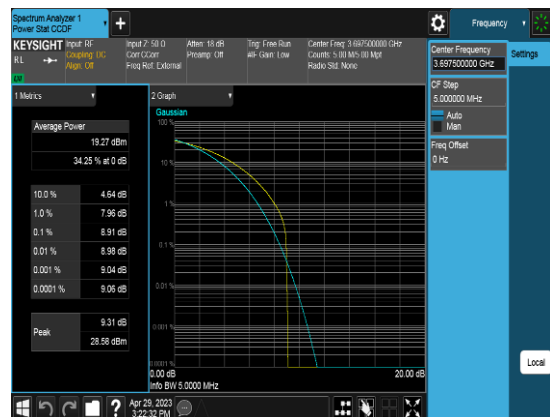 Spectrum Analyzer 1
Power Stat CCDF
Frequency
KEYSIGHT
RL
Input: RF
Coupling: DC
Align: Off
Input Z: 50 Ω
Corr CCorr
Freq Ref: External
Atten: 18 dB
Preamp: Off
Trig: Free Run
#IF Gain: Low
Center Freq: 3.697500000 GHz
Counts: 5.00 M/5.00 Mpt
Radio Std: None
Center Frequency
3.697500000 GHz
Settings
CF Step
5.000000 MHz
Auto
Man
Freq Offset
0 Hz
Local
1 Metrics
Average Power
19.27 dBm
34.25 % at 0 dB
10.0 % 4.64 dB
1.0 % 7.96 dB
0.1 % 8.91 dB
0.01 % 8.98 dB
0.001 % 9.04 dB
0.0001 % 9.06 dB
Peak
9.31 dB
28.58 dBm
2 Graph
Gaussian
100 %
10 %
1 %
0.1 %
0.01 %
0.001 %
0.0001 %
0.00 dB
20.00 dB
Info BW 5.0000 MHz
?
Apr 29, 2023
3:22:32 PM